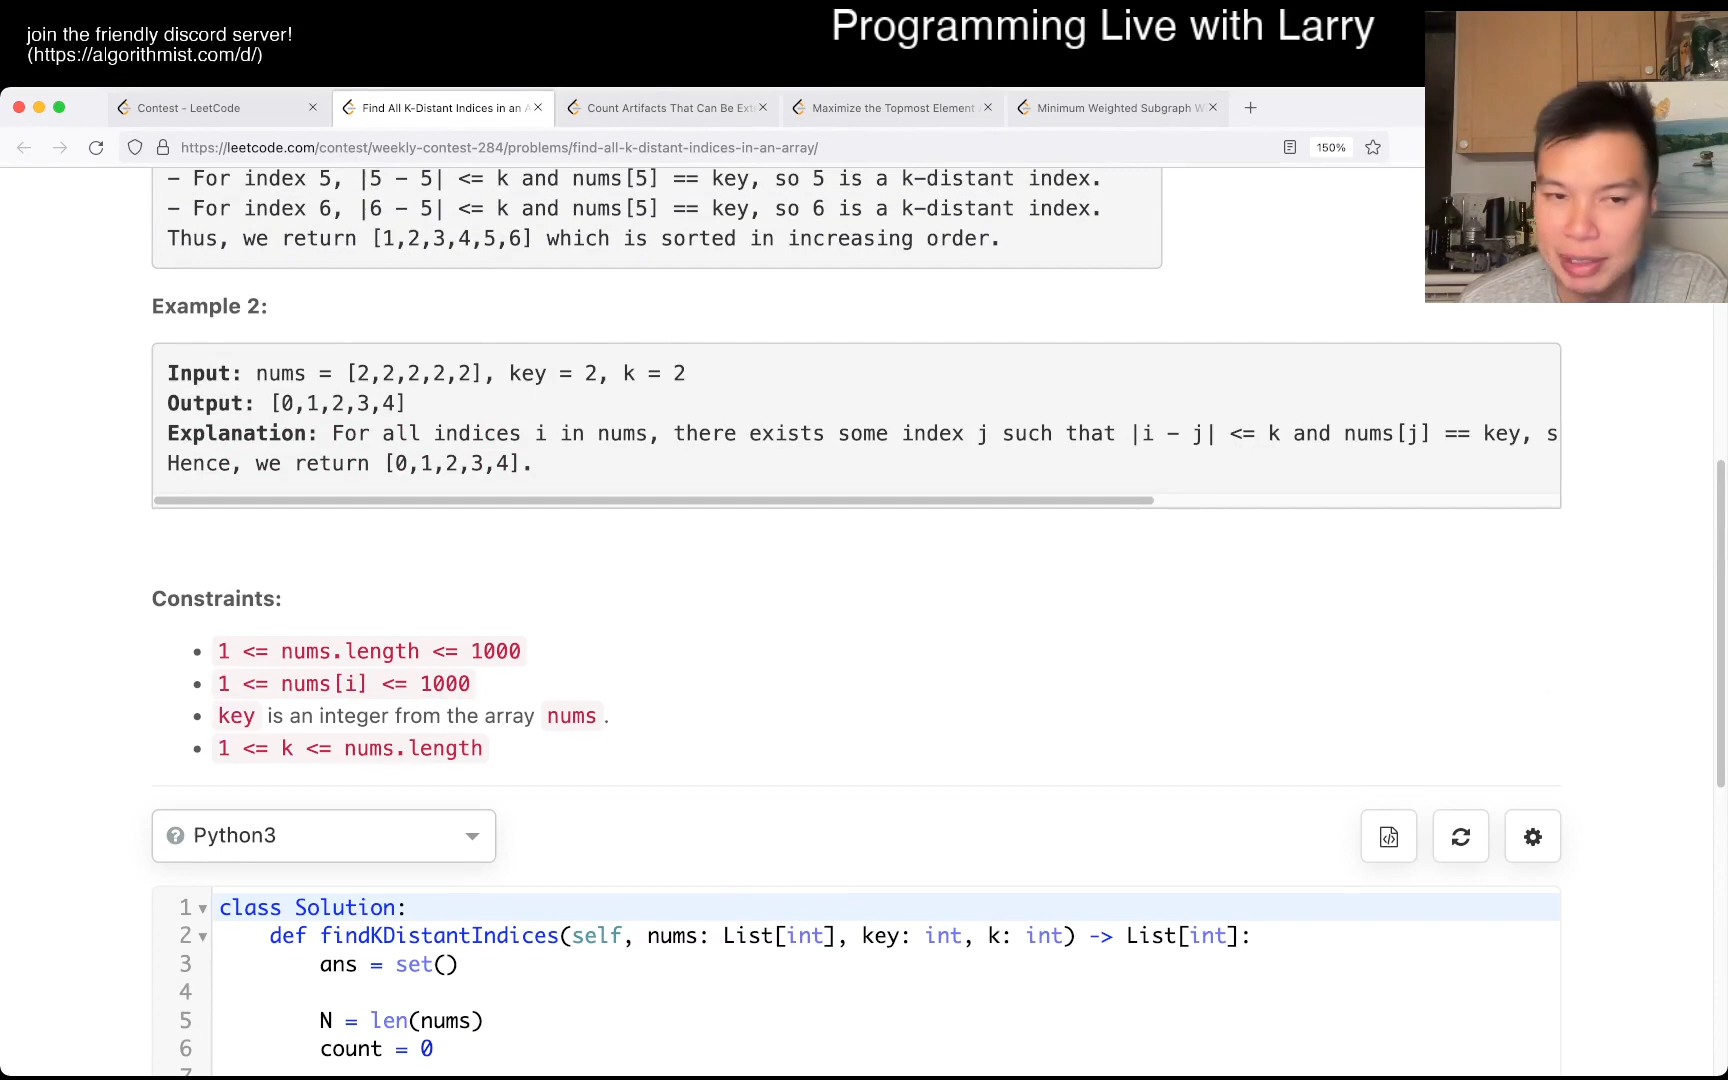 join the friendly discord server!
(https://algorithmist.com/d/)
Programming Live with Larry
Contest - LeetCode
Find All K-Distant Indices in an A
Count Artifacts That Can Be Ext
Maximize the Topmost Element
Minimum Weighted Subgraph W
https://leetcode.com/contest/weekly-contest-284/problems/find-all-k-distant-indices-in-an-array/
150%
- For index 5, |5 - 5| <= k and nums[5] == key, so 5 is a k-distant index.
- For index 6, |6 - 5| <= k and nums[5] == key, so 6 is a k-distant index.
Thus, we return [1,2,3,4,5,6] which is sorted in increasing order.
Example 2:
Input: nums = [2,2,2,2,2], key = 2, k = 2
Output: [0,1,2,3,4]
Explanation: For all indices i in nums, there exists some index j such that |i - j| <= k and nums[j] == key, s
Hence, we return [0,1,2,3,4].
Constraints:
• 1 <= nums.length <= 1000
• 1 <= nums[i] <= 1000
• key is an integer from the array nums .
• 1 <= k <= nums.length
Python3
1 class Solution:
2 def findKDistantIndices(self, nums: List[int], key: int, k: int) -> List[int]:
3 ans = set()
4
5 N = len(nums)
6 count = 0
7